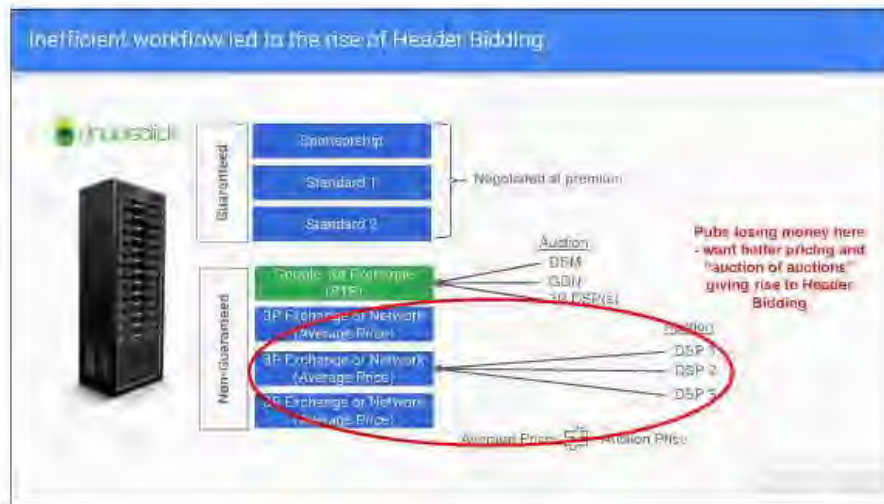 Inefficient workflow led to the rise of Header Bidding
doubleclick
Guaranteed
Sponsorship
Standard 1
Standard 2
Negotiated at premium
Non-Guaranteed
Google Ad Exchange
(RTB)
3P Exchange or Network
(Average Price)
3P Exchange or Network
(Average Price)
3P Exchange or Network
(Average Price)
Auction
DBM
GDN
3P DSP(s)
Pubs losing money here
- want better pricing and
"auction of auctions"
giving rise to Header
Bidding
Auction
DSP 1
DSP 2
DSP 3
Average Price
Auction Price